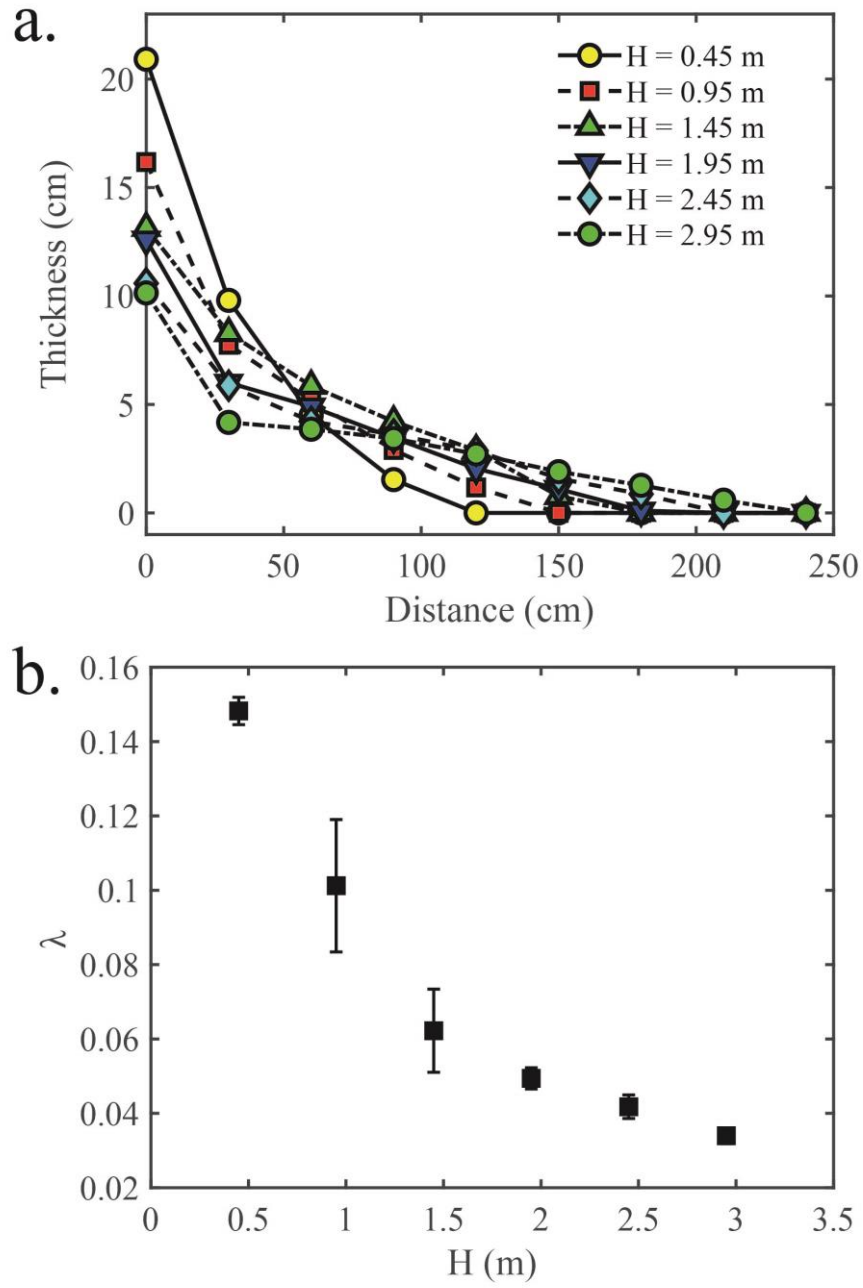 a.
H = 0.45 m
H = 0.95 m
H = 1.45 m
H = 1.95 m
H = 2.45 m
H = 2.95 m
20
15
10
5
0
Thickness (cm)
0 50 100 150 200 250
Distance (cm)
b.
0.16
0.14
0.12
0.1
0.08
0.06
0.04
0.02
λ
0 0.5 1 1.5 2 2.5 3 3.5
H (m)